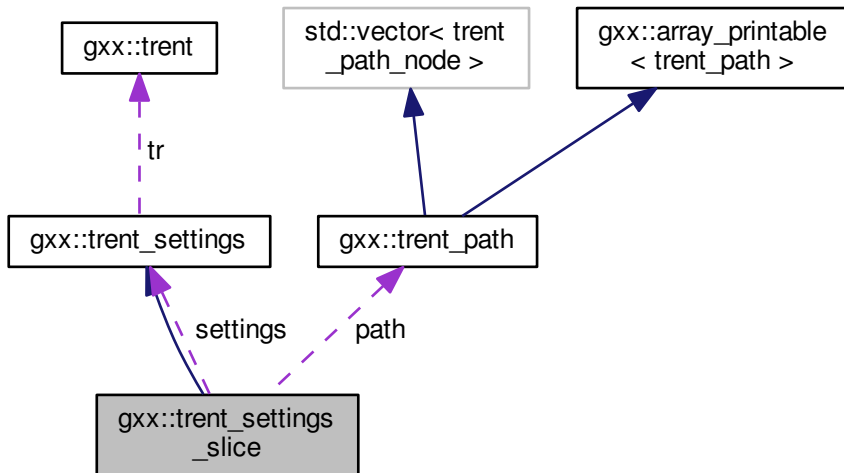 gxx::trent
std::vector< trent
_path_node >
gxx::array_printable
< trent_path >
tr
gxx::trent_settings
gxx::trent_path
settings
path
gxx::trent_settings
_slice